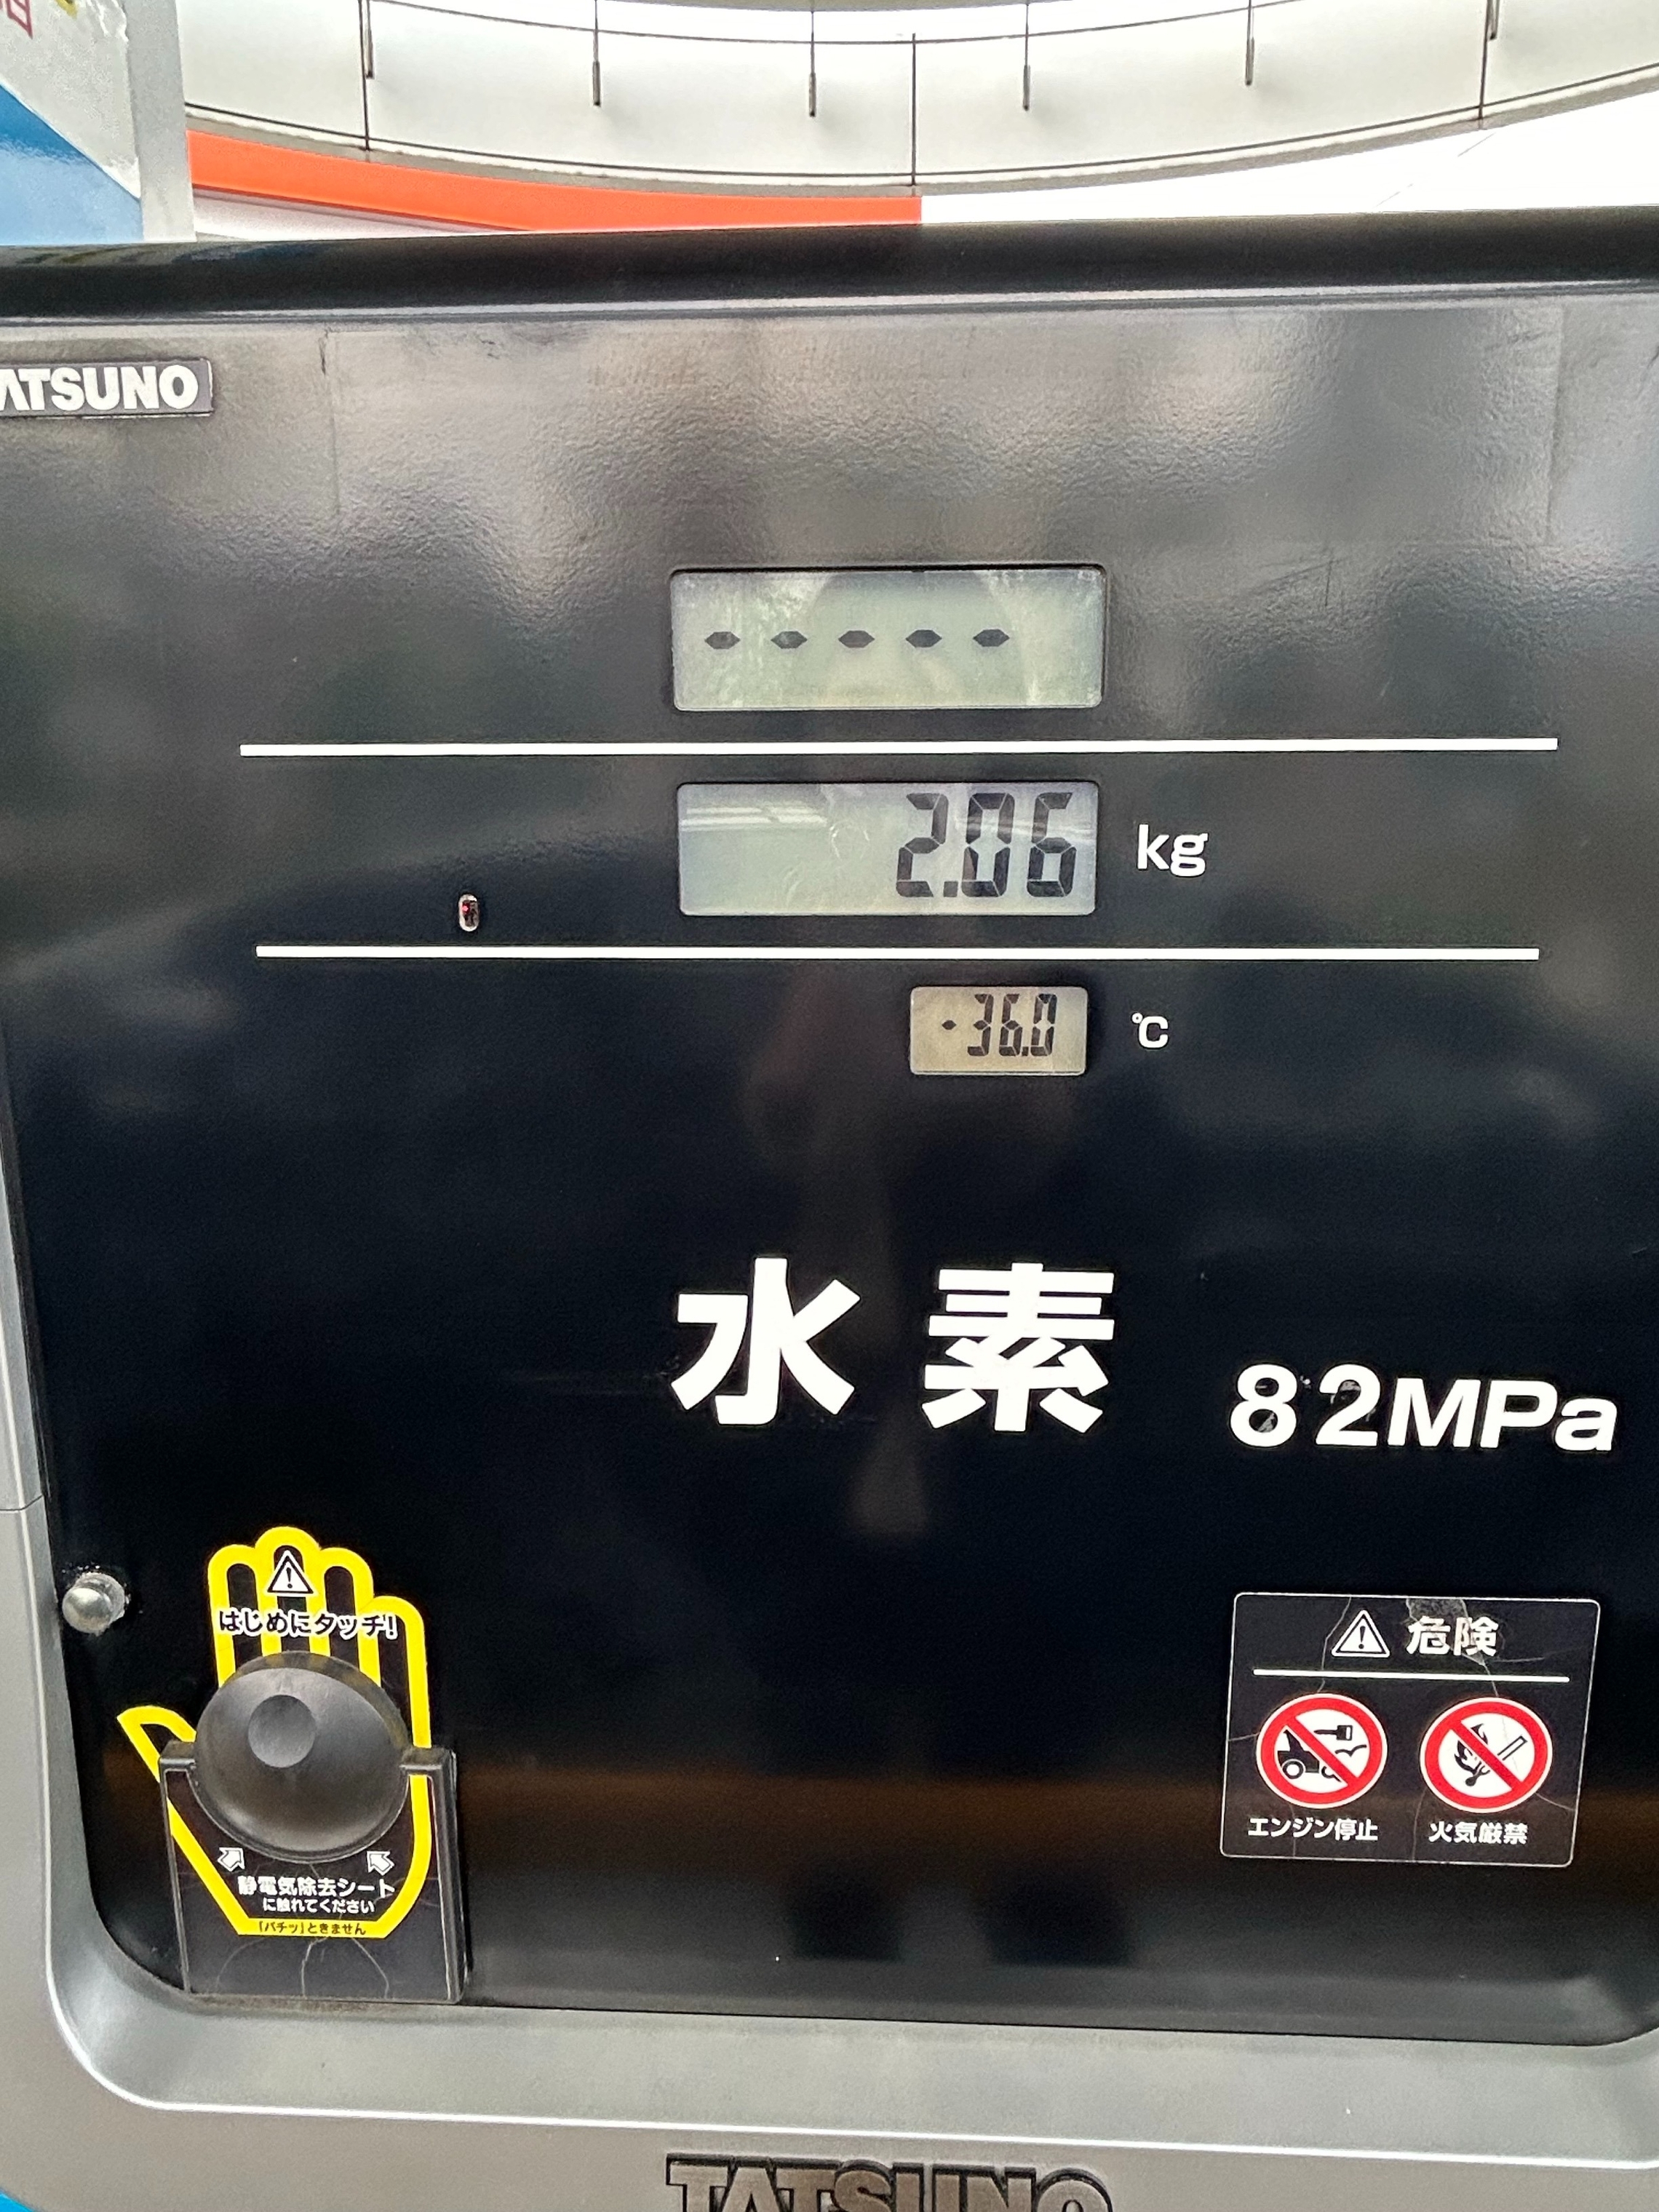 ATSUNO
-----
2.06 kg
-36.0 ℃
水素 82MPa
はじめにタッチ!
静電気除去シート
に触れてください
「パチッ」ときません
危険
エンジン停止 火気厳禁
TATSUNO